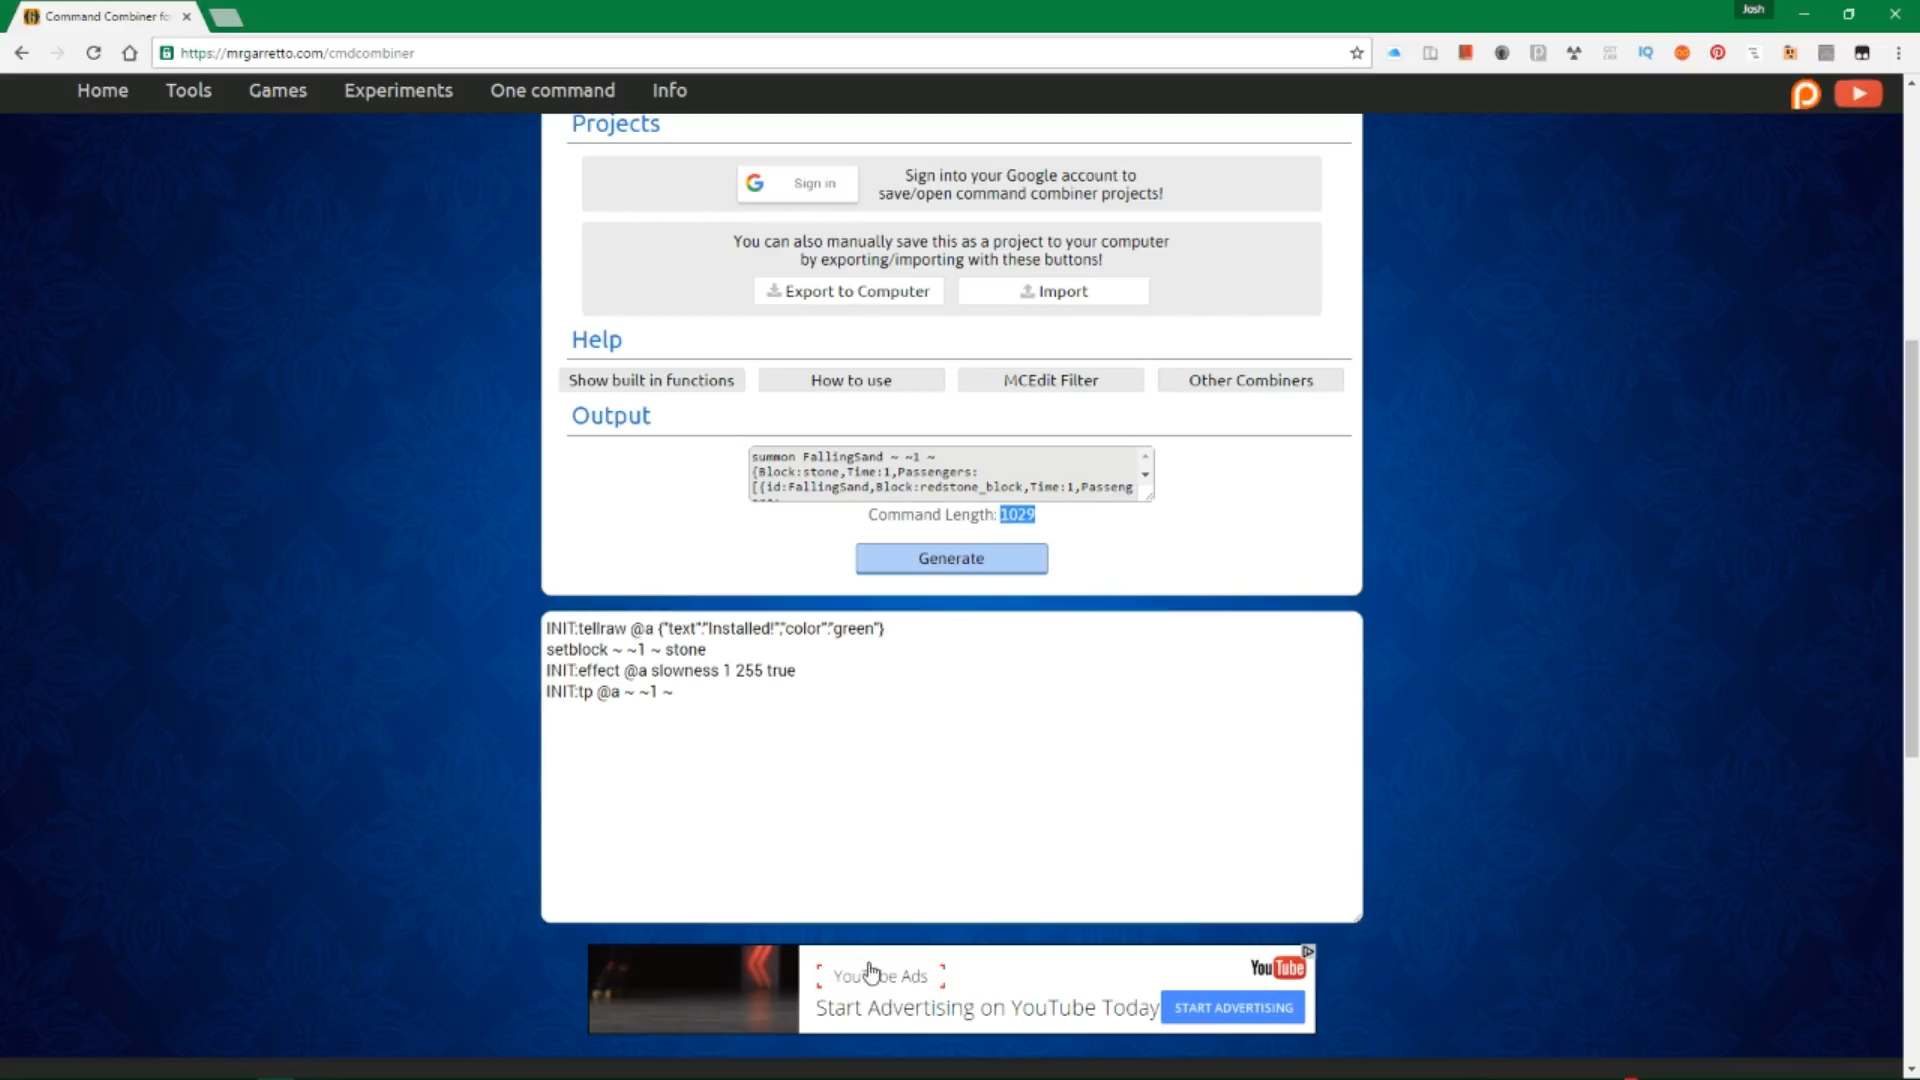 Command Combiner fo
Josh
https://mrgarretto.com/cmdcombiner
IQ
Home Tools Games Experiments One command Info
Projects
Sign in
Sign into your Google account to
save/open command combiner projects!
You can also manually save this as a project to your computer
by exporting/importing with these buttons!
Export to Computer
Import
Help
Show built in functions
How to use
MCEdit Filter
Other Combiners
Output
summon FallingSand ~ ~1 ~
{Block:stone,Time:1,Passengers:
[{id:FallingSand,Block:redstone_block,Time:1,Passeng
Command Length: 1029
Generate
INIT:tellraw @a {"text":"Installed!","color":"green"}
setblock ~ ~1 ~ stone
INIT:effect @a slowness 1 255 true
INIT:tp @a ~ ~1 ~
YouTube Ads
YouTube
Start Advertising on YouTube Today
START ADVERTISING